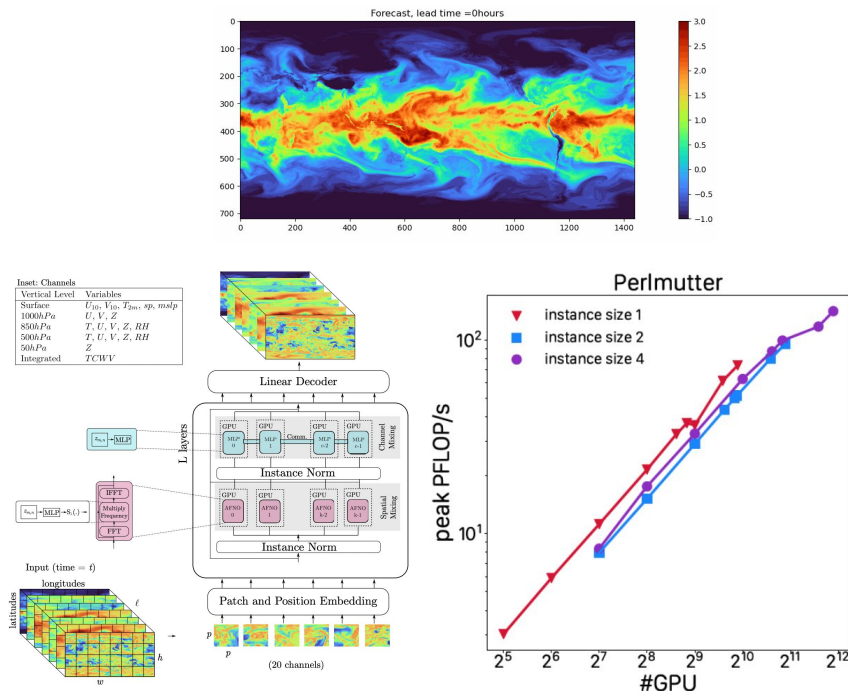 Forecast, lead time =0hours
0
100
200
300
400
500
600
700
0 200 400 600 800 1000 1200 1400
3.0
2.5
2.0
1.5
1.0
0.5
0.0
-0.5
-1.0
Inset: Channels
Vertical Level Variables
Surface U10, V10, T2m, sp, mslp
1000hPa U, V, Z
850hPa T, U, V, Z, RH
500hPa T, U, V, Z, RH
50hPa Z
Integrated TCWV
Linear Decoder
L layers
GPU GPU GPU GPU
MLP 0 MLP 1 Comm. MLP c-2 MLP c-1
Channel Mixing
Instance Norm
GPU GPU GPU GPU
AFNO 0 AFNO 1 AFNO k-2 AFNO k-1
Spatial Mixing
Instance Norm
Patch and Position Embedding
p
p
(20 channels)
MLP
IFFT
Multiply Frequency
FFT
MLP
Input (time = t)
longitudes
latitudes
ℓ
h
w
Perlmutter
instance size 1
instance size 2
instance size 4
peak PFLOP/s
10²
10¹
2⁵ 2⁶ 2⁷ 2⁸ 2⁹ 2¹⁰ 2¹¹ 2¹²
#GPU